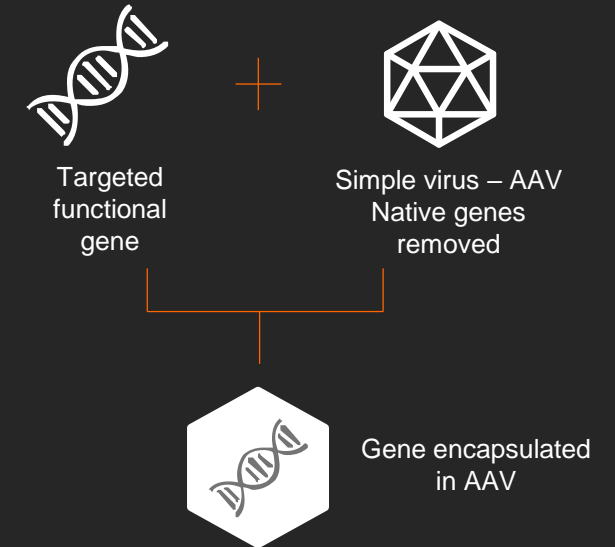 Targeted
functional
gene
Simple virus – AAV
Native genes
removed
Gene encapsulated
in AAV